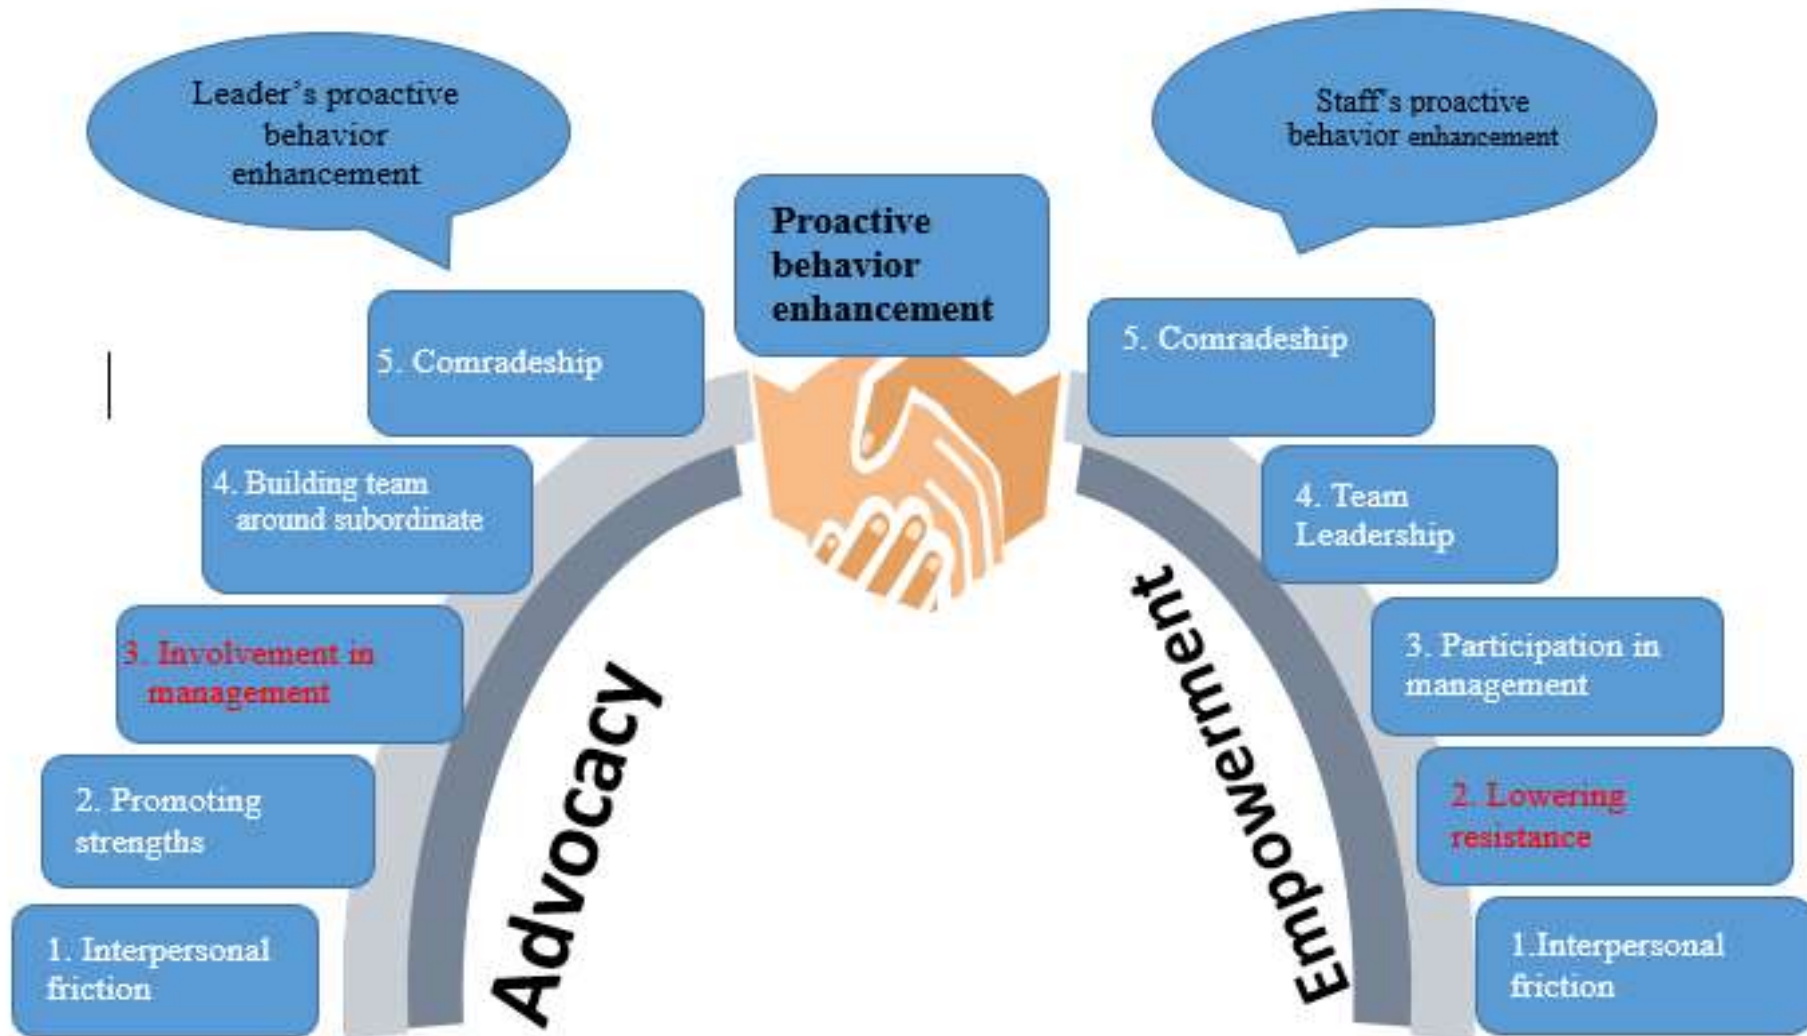 Leader's proactive
behavior
enhancement
Staff's proactive
behavior enhancement
Proactive
behavior
enhancement
5. Comradeship
4. Building team
around subordinate
3. Involvement in
management
2. Promoting
strengths
1. Interpersonal
friction
Advocacy
Empowerment
5. Comradeship
4. Team
Leadership
3. Participation in
management
2. Lowering
resistance
1.Interpersonal
friction